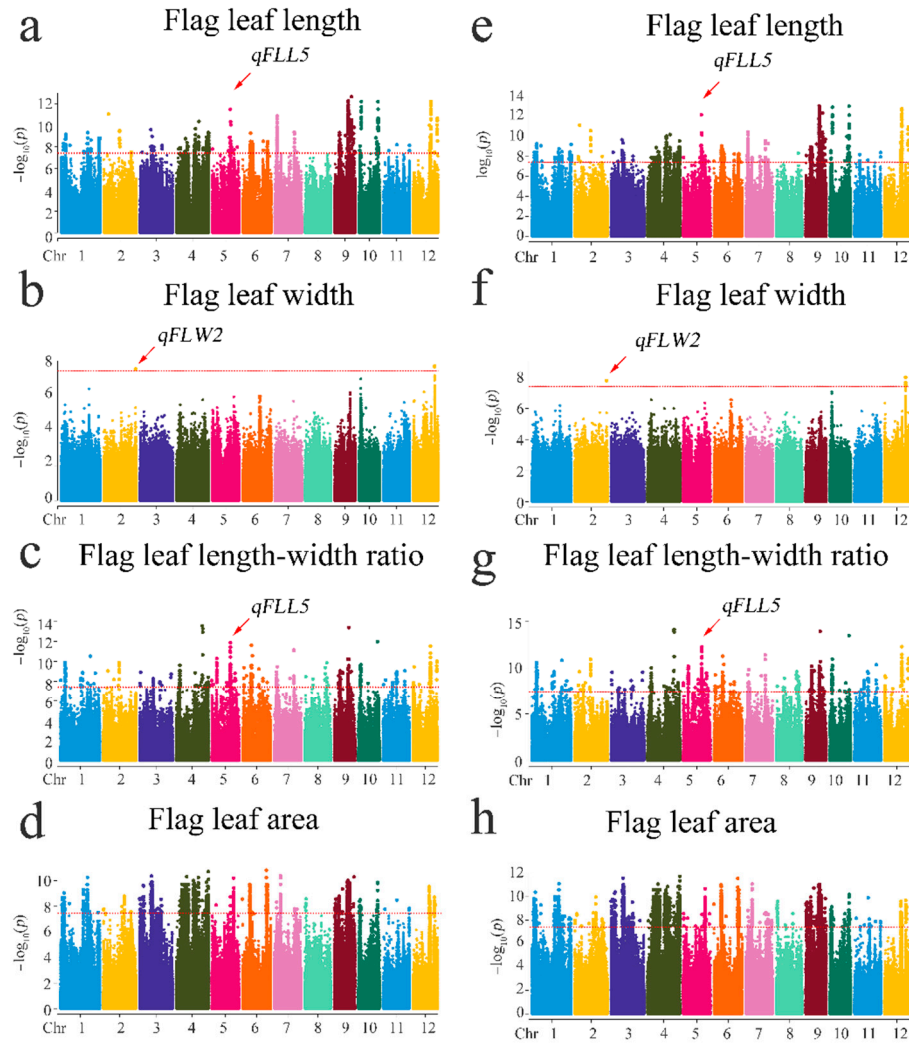 a
Flag leaf length
qFLL5
−log₁₀(p)
12
10
8
6
4
2
0
Chr 1 2 3 4 5 6 7 8 9 10 11 12
b
Flag leaf width
qFLW2
−log₁₀(p)
8
6
4
2
0
Chr 1 2 3 4 5 6 7 8 9 10 11 12
c
Flag leaf length-width ratio
qFLL5
−log₁₀(p)
14
12
10
8
6
4
2
0
Chr 1 2 3 4 5 6 7 8 9 10 11 12
d
Flag leaf area
−log₁₀(p)
10
8
6
4
2
0
Chr 1 2 3 4 5 6 7 8 9 10 11 12
e
Flag leaf length
qFLL5
log₁₀(p)
14
12
10
8
6
4
2
0
Chr 1 2 3 4 5 6 7 8 9 10 11 12
f
Flag leaf width
qFLW2
−log₁₀(p)
8
6
4
2
0
Chr 1 2 3 4 5 6 7 8 9 10 11 12
g
Flag leaf length-width ratio
qFLL5
−log₁₀(p)
15
10
5
Chr 1 2 3 4 5 6 7 8 9 10 11 12
h
Flag leaf area
−log₁₀(p)
12
10
8
6
4
2
0
Chr 1 2 3 4 5 6 7 8 9 10 11 12